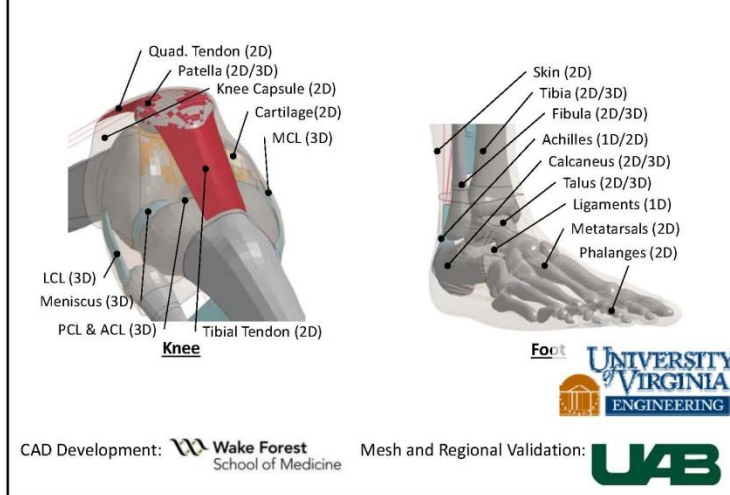 Quad. Tendon (2D)
Patella (2D/3D)
Knee Capsule (2D)
Cartilage(2D)
MCL (3D)
LCL (3D)
Meniscus (3D)
PCL & ACL (3D)
Tibial Tendon (2D)
Knee
Skin (2D)
Tibia (2D/3D)
Fibula (2D/3D)
Achilles (1D/2D)
Calcaneus (2D/3D)
Talus (2D/3D)
Ligaments (1D)
Metatarsals (2D)
Phalanges (2D)
Foot
UNIVERSITY
of VIRGINIA
ENGINEERING
CAD Development:
Wake Forest
School of Medicine
Mesh and Regional Validation:
UAB